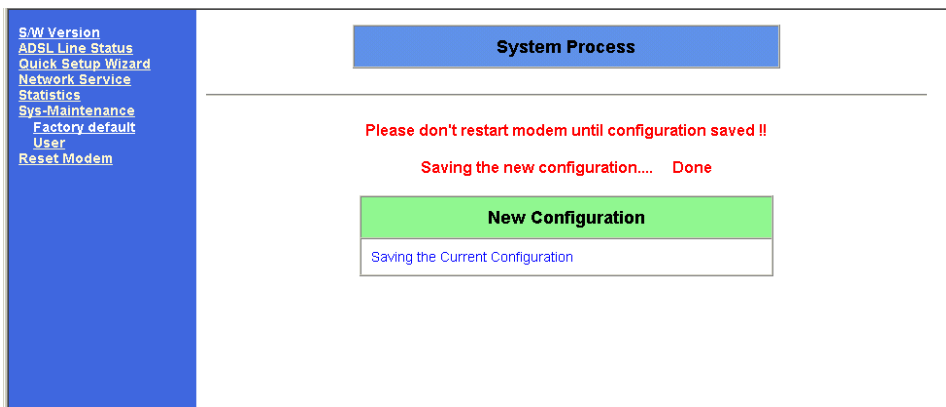 S/W Version
ADSL Line Status
Quick Setup Wizard
Network Service
Statistics
Sys-Maintenance
Factory default
User
Reset Modem
System Process
Please don't restart modem until configuration saved !!
Saving the new configuration.... Done
New Configuration
Saving the Current Configuration